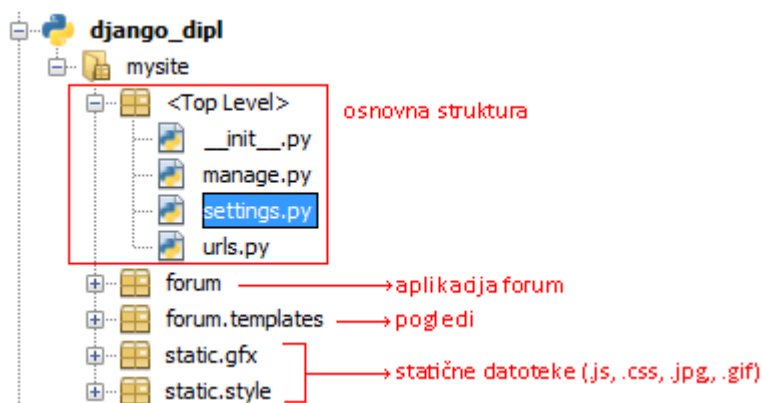 django_dipl
mysite
<Top Level>
osnovna struktura
__init__.py
manage.py
settings.py
urls.py
forum
aplikacija forum
forum.templates
pogledi
static.gfx
statične datoteke (.js, .css, .jpg,, .gif)
static.style